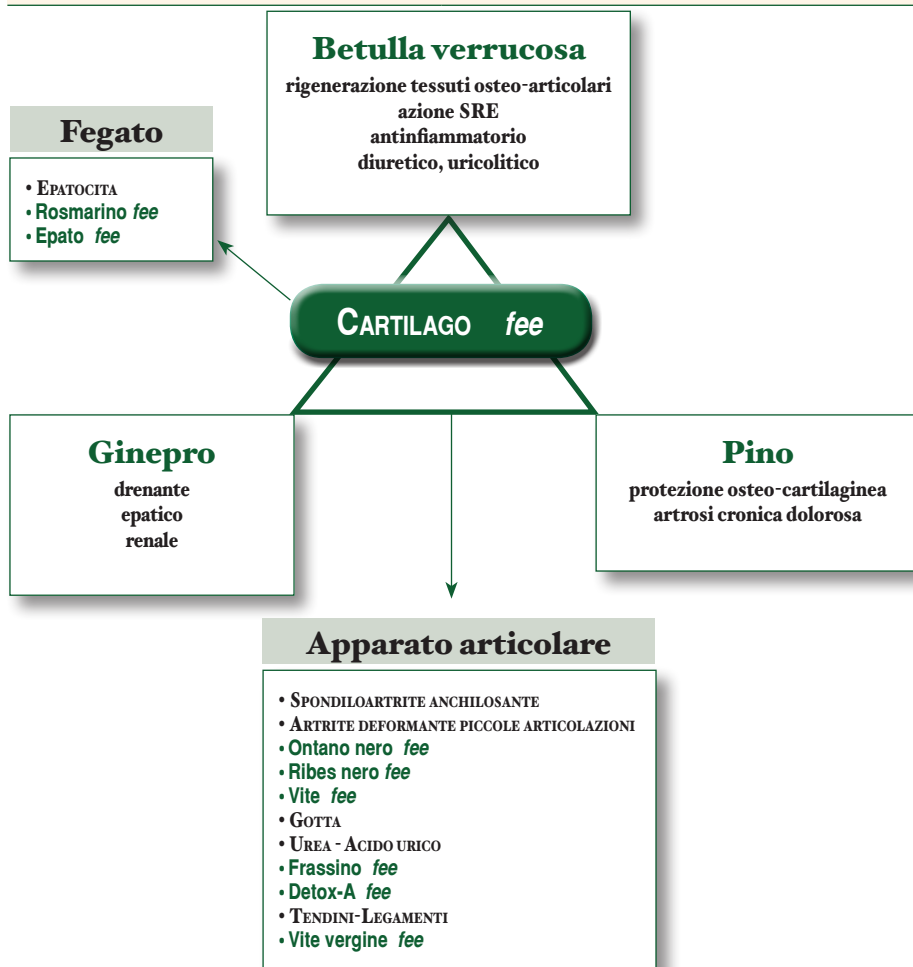 Betulla verrucosa
rigenerazione tessuti osteo-articolari
azione SRE
antinfiammatorio
diuretico, uricolitico
Fegato
• Epatocita
• Rosmarino fee
• Epato fee
Cartilago fee
Ginepro
drenante
epatico
renale
Pino
protezione osteo-cartilaginea
artrosi cronica dolorosa
Apparato articolare
• Spondiloartrite anchilosante
• Artrite deformante piccole articolazioni
• Ontano nero fee
• Ribes nero fee
• Vite fee
• Gotta
• Urea - Acido urico
• Frassino fee
• Detox-A fee
• Tendini-Legamenti
• Vite vergine fee